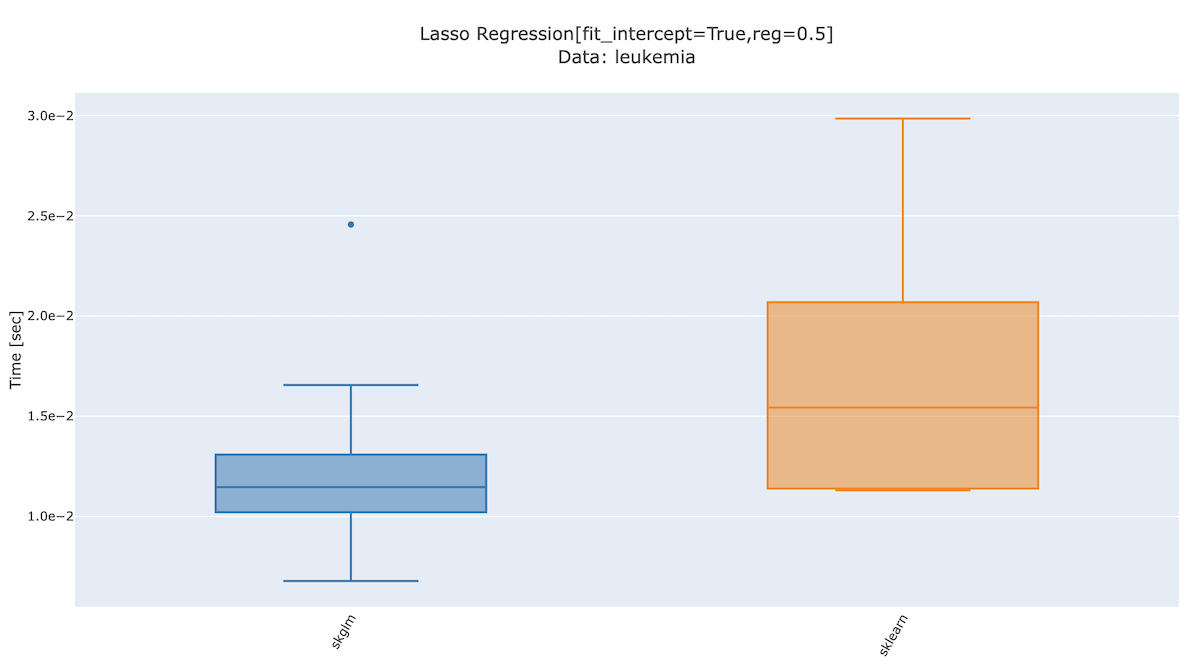 Lasso Regression[fit_intercept=True,reg=0.5]
Data: leukemia
3.0e−2
2.5e−2
2.0e−2
1.5e−2
1.0e−2
Time [sec]
skglm
sklearn